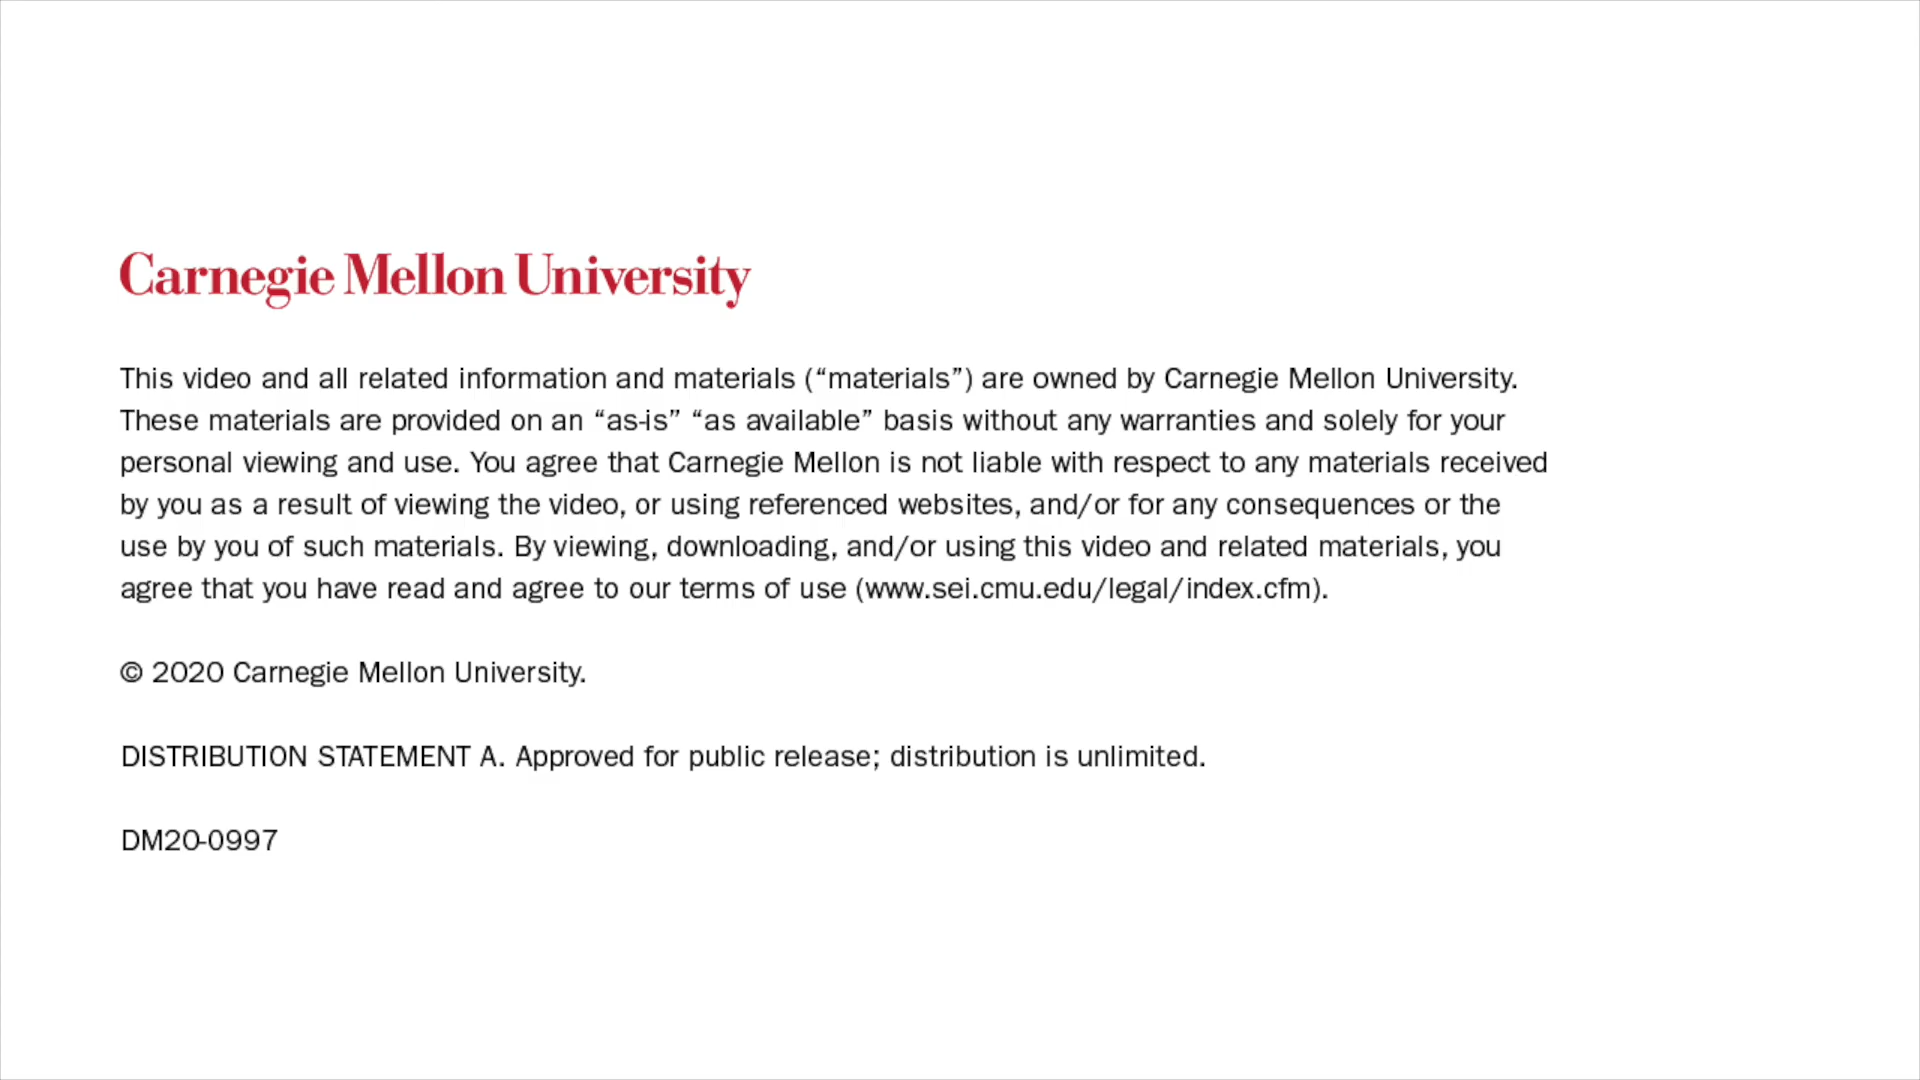 Carnegie Mellon University
This video and all related information and materials (“materials”) are owned by Carnegie Mellon University.
These materials are provided on an “as-is” “as available” basis without any warranties and solely for your
personal viewing and use. You agree that Carnegie Mellon is not liable with respect to any materials received
by you as a result of viewing the video, or using referenced websites, and/or for any consequences or the
use by you of such materials. By viewing, downloading, and/or using this video and related materials, you
agree that you have read and agree to our terms of use (www.sei.cmu.edu/legal/index.cfm).
© 2020 Carnegie Mellon University.
DISTRIBUTION STATEMENT A. Approved for public release; distribution is unlimited.
DM20-0997